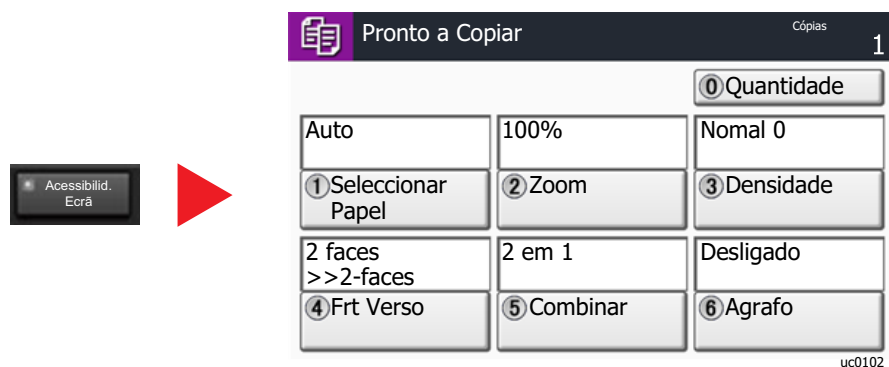 Pronto a Copiar
Cópias
1
0 Quantidade
Auto
100%
Nomal 0
1 Seleccionar
Papel
2 Zoom
3 Densidade
Acessibilid.
Ecrã
2 faces
>>2-faces
2 em 1
Desligado
4 Frt Verso
5 Combinar
6 Agrafo
uc0102